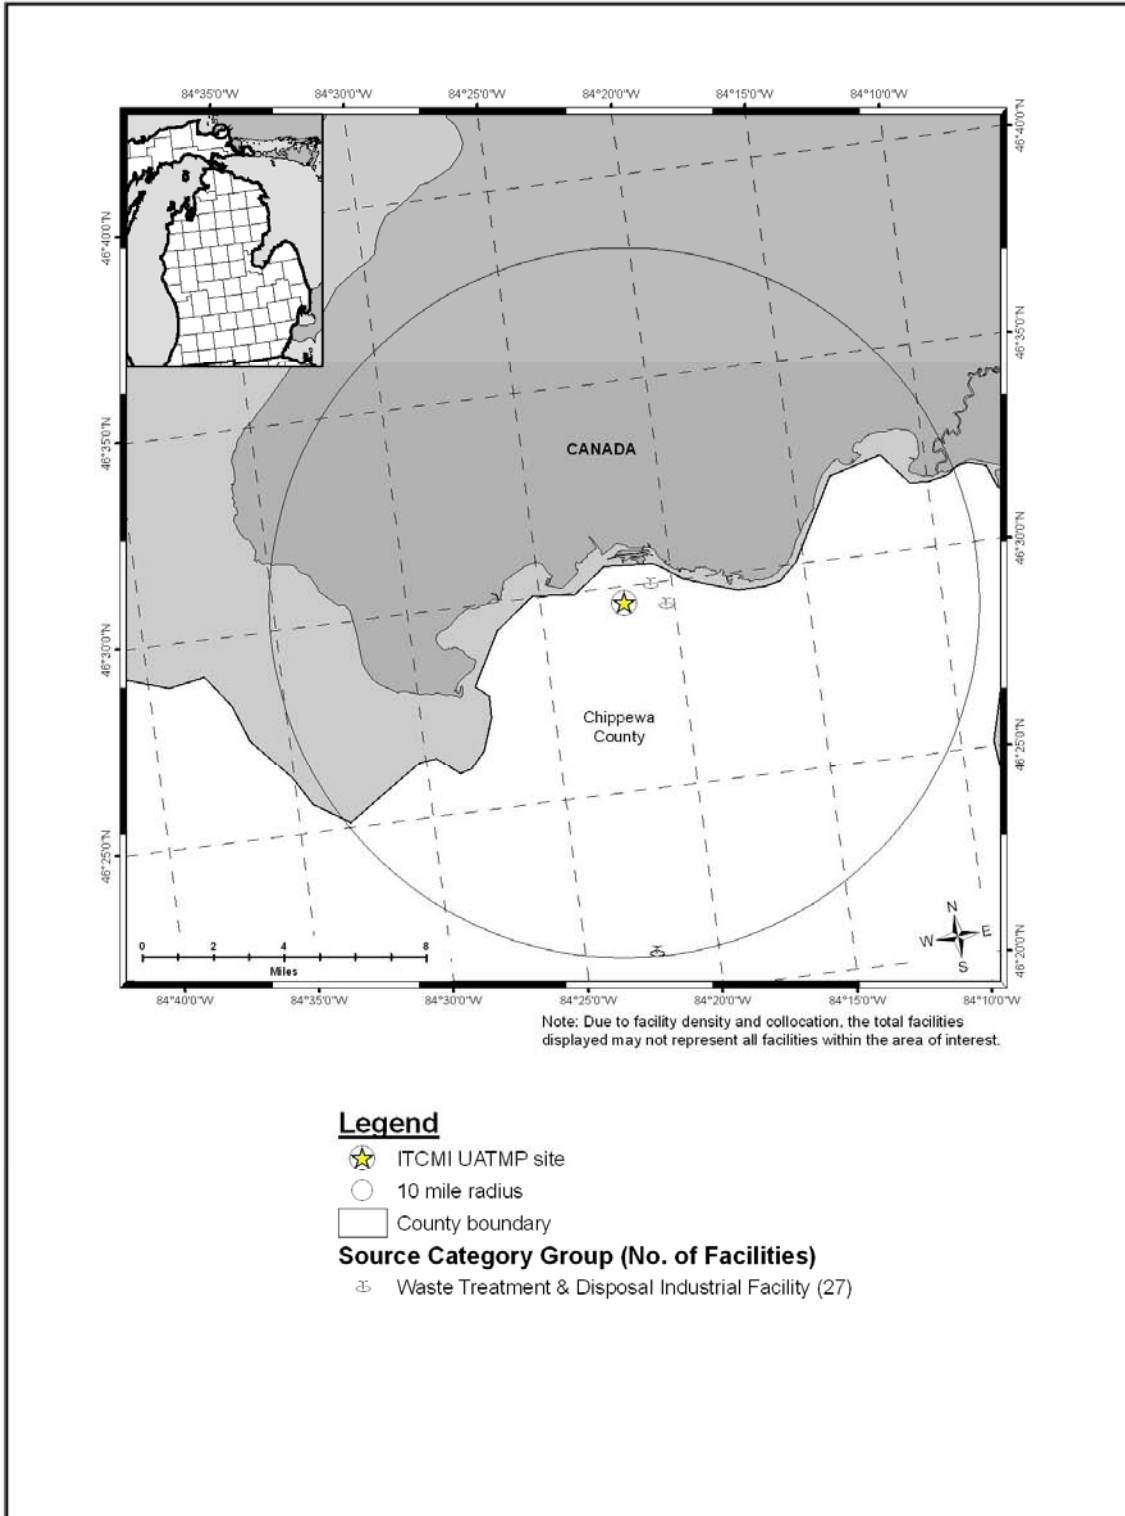 84°35'0"W 84°30'0"W 84°25'0"W 84°20'0"W 84°15'0"W 84°10'0"W
46°40'0"N
46°40'0"N
46°35'0"N
46°35'0"N
CANADA
46°30'0"N
46°30'0"N
Chippewa
County
46°25'0"N
46°25'0"N
N
W E
S
46°20'0"N
0 2 4 8
Miles
84°40'0"W 84°35'0"W 84°30'0"W 84°25'0"W 84°20'0"W 84°15'0"W 84°10'0"W
Note: Due to facility density and collocation, the total facilities
displayed may not represent all facilities within the area of interest.
Legend
ITCMI UATMP site
10 mile radius
County boundary
Source Category Group (No. of Facilities)
Waste Treatment & Disposal Industrial Facility (27)